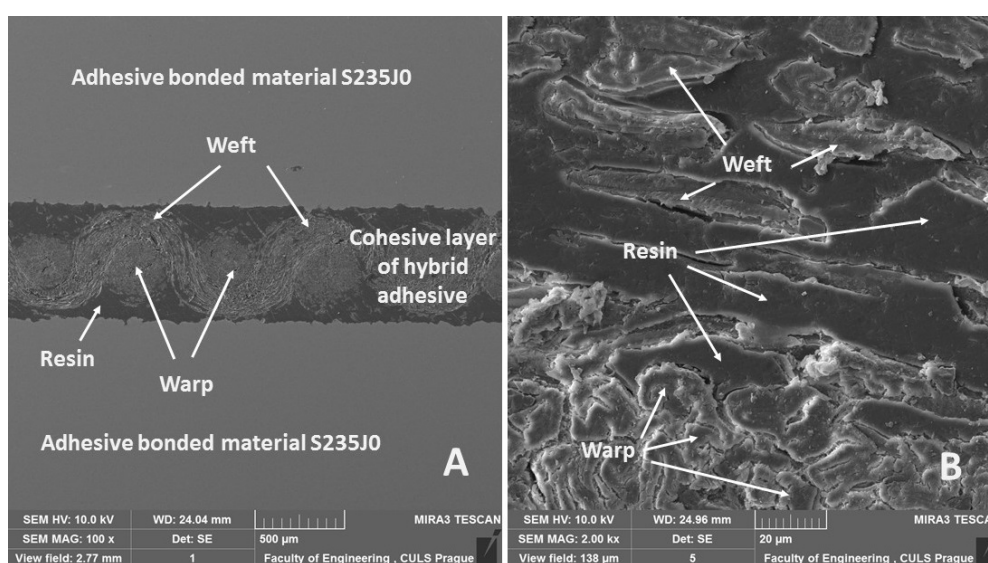 Adhesive bonded material S235J0
Weft
Cohesive layer
of hybrid
adhesive
Resin
Warp
Adhesive bonded material S235J0
A
SEM HV: 10.0 kV WD: 24.04 mm MIRA3 TESCAN
SEM MAG: 100 x Det: SE 500 µm
View field: 2.77 mm 1 Faculty of Engineering , CULS Prague
Weft
Resin
Warp
B
SEM HV: 10.0 kV WD: 24.96 mm MIRA3 TESCAN
SEM MAG: 2.00 kx Det: SE 20 µm
View field: 138 µm 5 Faculty of Engineering , CULS Prague